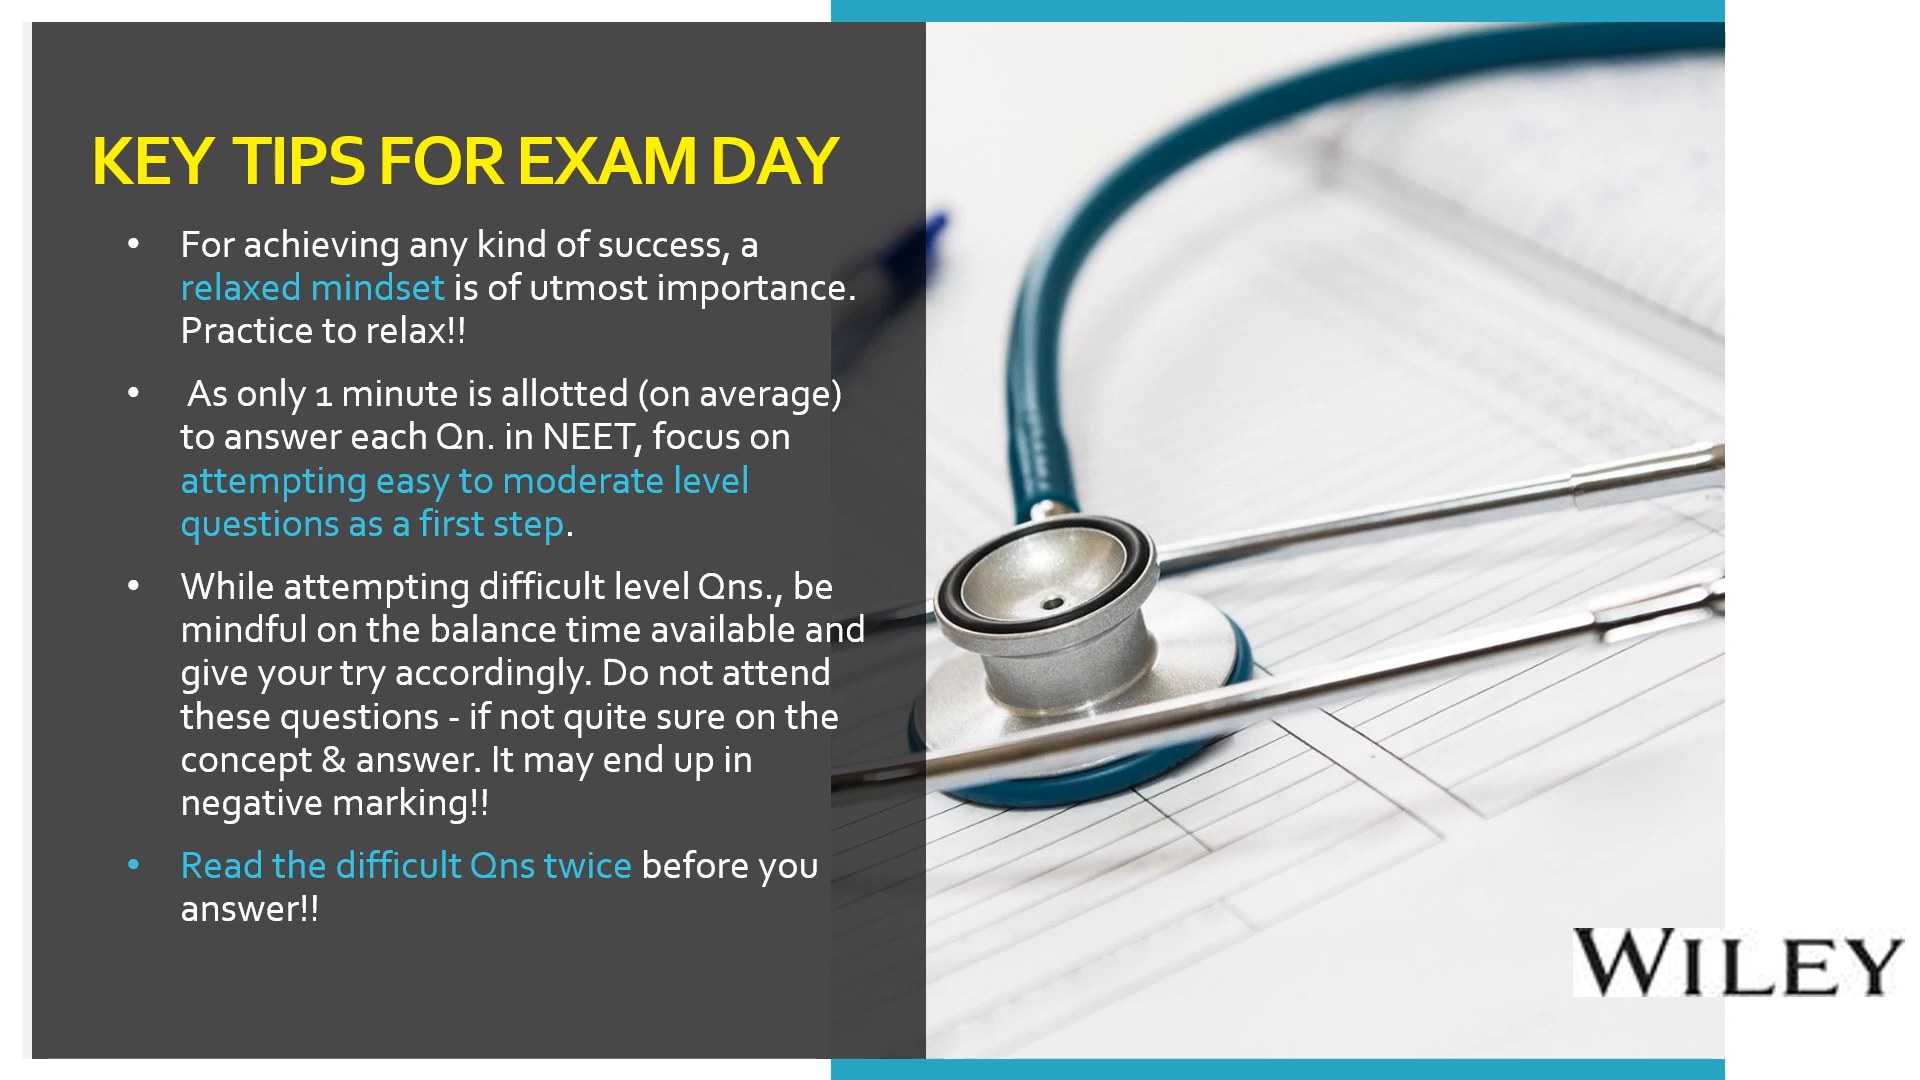 KEY TIPS FOR EXAM DAY
• For achieving any kind of success, a
relaxed mindset is of utmost importance.
Practice to relax!!
• As only 1 minute is allotted (on average)
to answer each Qn. in NEET, focus on
attempting easy to moderate level
questions as a first step.
• While attempting difficult level Qns., be
mindful on the balance time available and
give your try accordingly. Do not attend
these questions - if not quite sure on the
concept & answer. It may end up in
negative marking!!
• Read the difficult Qns twice before you
answer!!
WILEY